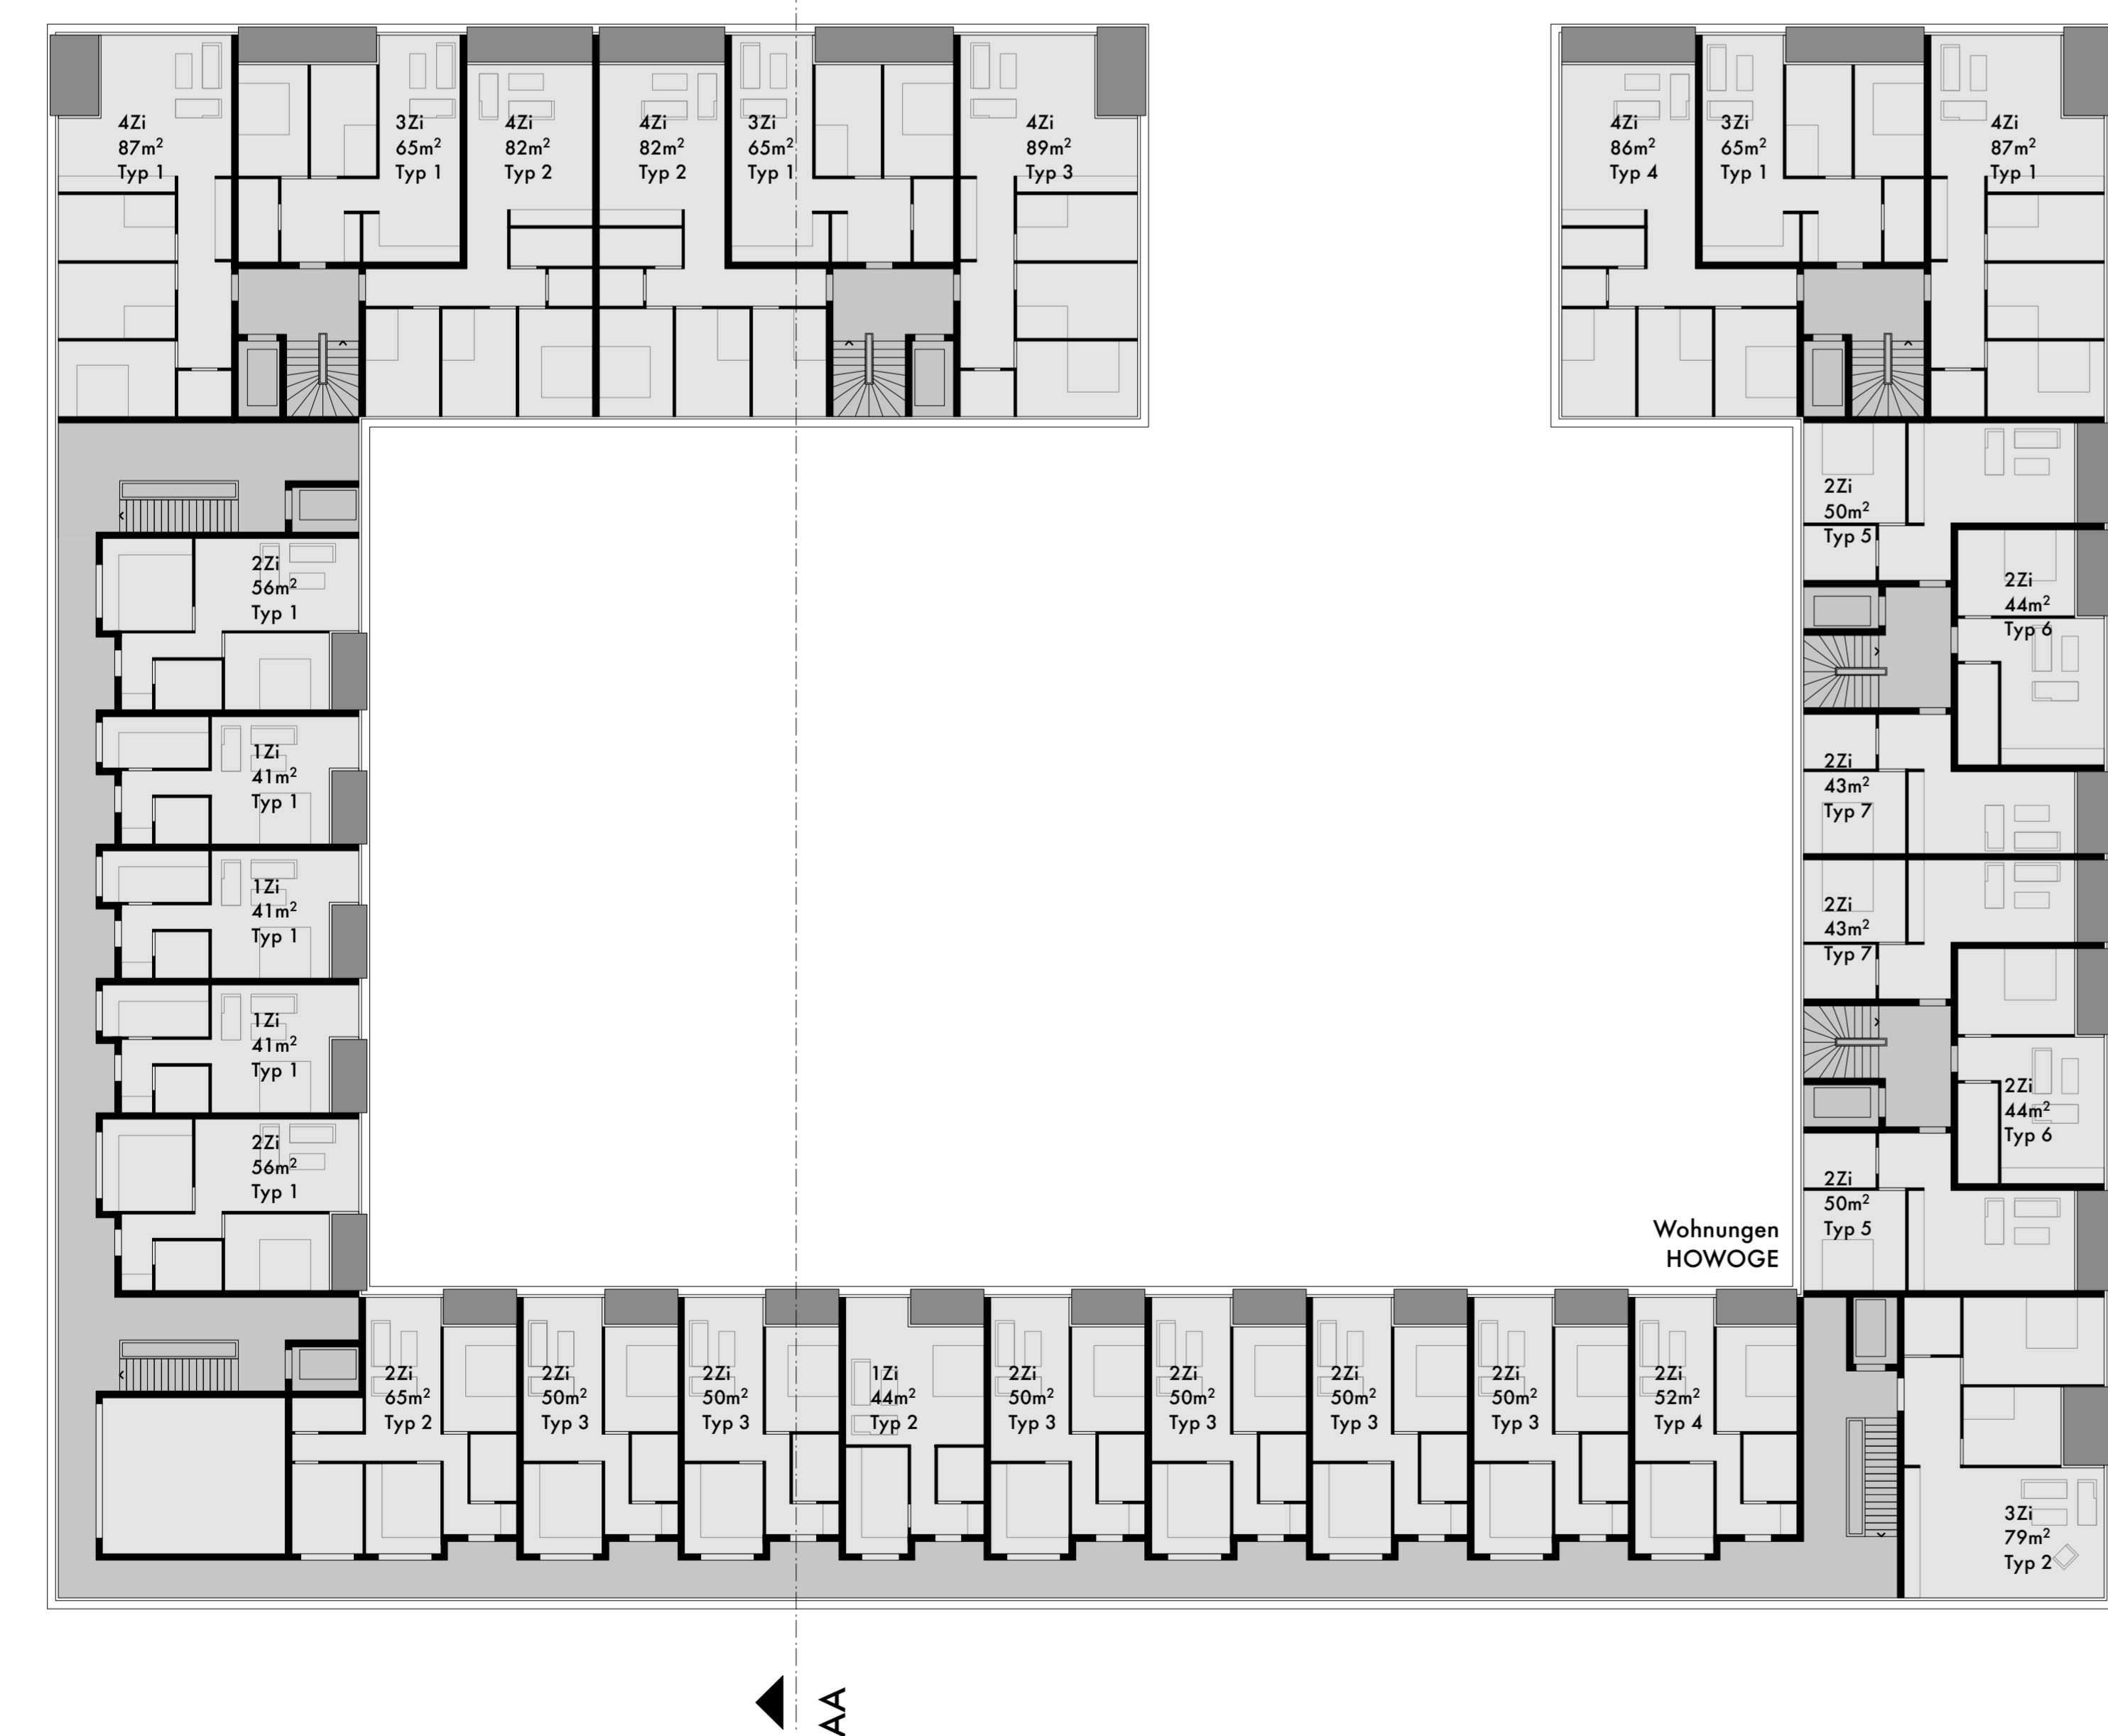 4Zi
87m²
Typ 1
3Zi
65m²
Typ 1
4Zi
82m²
Typ 2
4Zi
82m²
Typ 2
3Zi
65m²
Typ 1
4Zi
89m²
Typ 3
4Zi
86m²
Typ 4
3Zi
65m²
Typ 1
4Zi
87m²
Typ 1
2Zi
56m²
Typ 1
1Zi
41m²
Typ 1
1Zi
41m²
Typ 1
1Zi
41m²
Typ 1
2Zi
56m²
Typ 1
2Zi
50m²
Typ 5
2Zi
44m²
Typ 6
2Zi
43m²
Typ 7
2Zi
43m²
Typ 7
2Zi
44m²
Typ 6
2Zi
50m²
Typ 5
Wohnungen
HOWOGE
2Zi
65m²
Typ 2
2Zi
50m²
Typ 3
2Zi
50m²
Typ 3
1Zi
44m²
Typ 2
2Zi
50m²
Typ 3
2Zi
50m²
Typ 3
2Zi
50m²
Typ 3
2Zi
50m²
Typ 3
2Zi
52m²
Typ 4
3Zi
79m²
Typ 2
AA